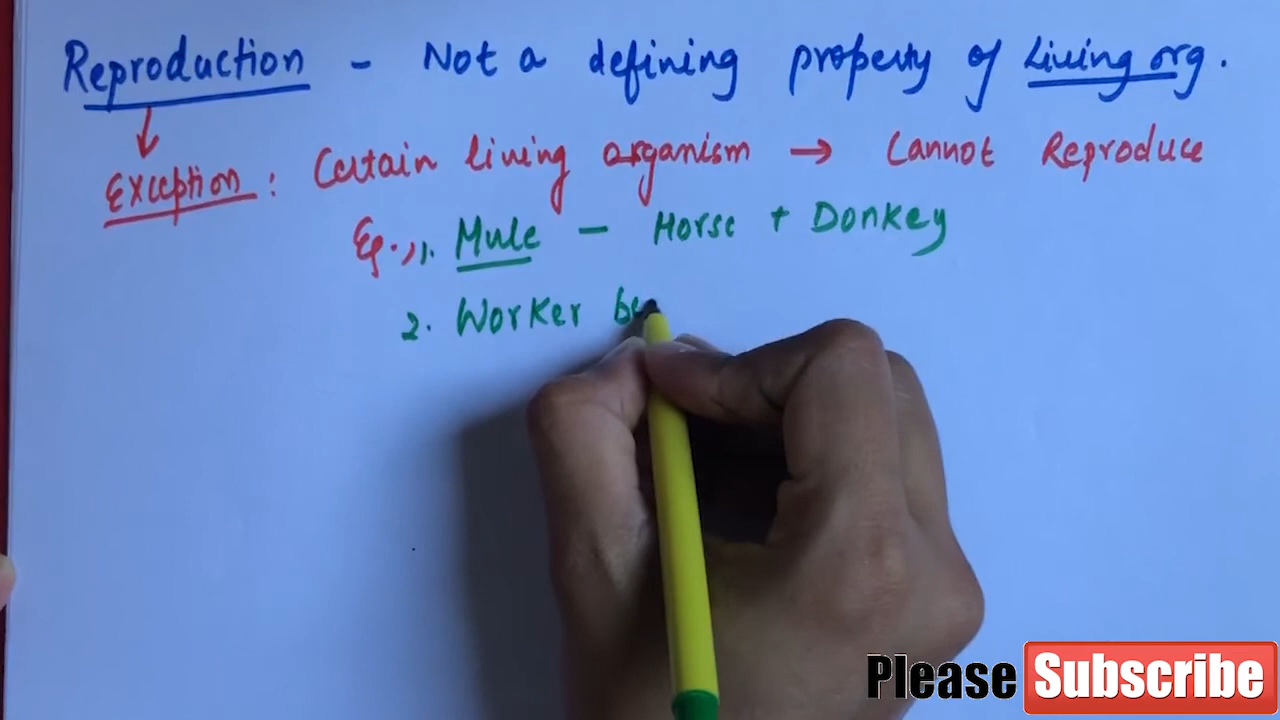 Reproduction - Not a defining property of Living org.
Exception: Certain living organism → Cannot Reproduce
Eg., 1. Mule - Horse + Donkey
2. Worker be
Please Subscribe